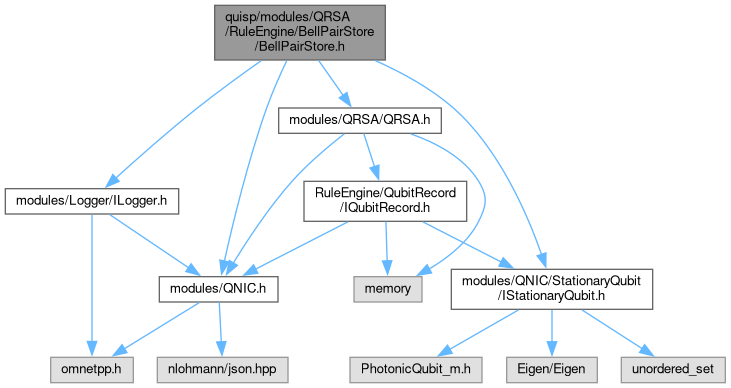 quisp/modules/QRSA
/RuleEngine/BellPairStore
/BellPairStore.h
modules/QRSA/QRSA.h
modules/Logger/ILogger.h
RuleEngine/QubitRecord
/IQubitRecord.h
modules/QNIC.h
memory
modules/QNIC/StationaryQubit
/IStationaryQubit.h
omnetpp.h
nlohmann/json.hpp
PhotonicQubit_m.h
Eigen/Eigen
unordered_set